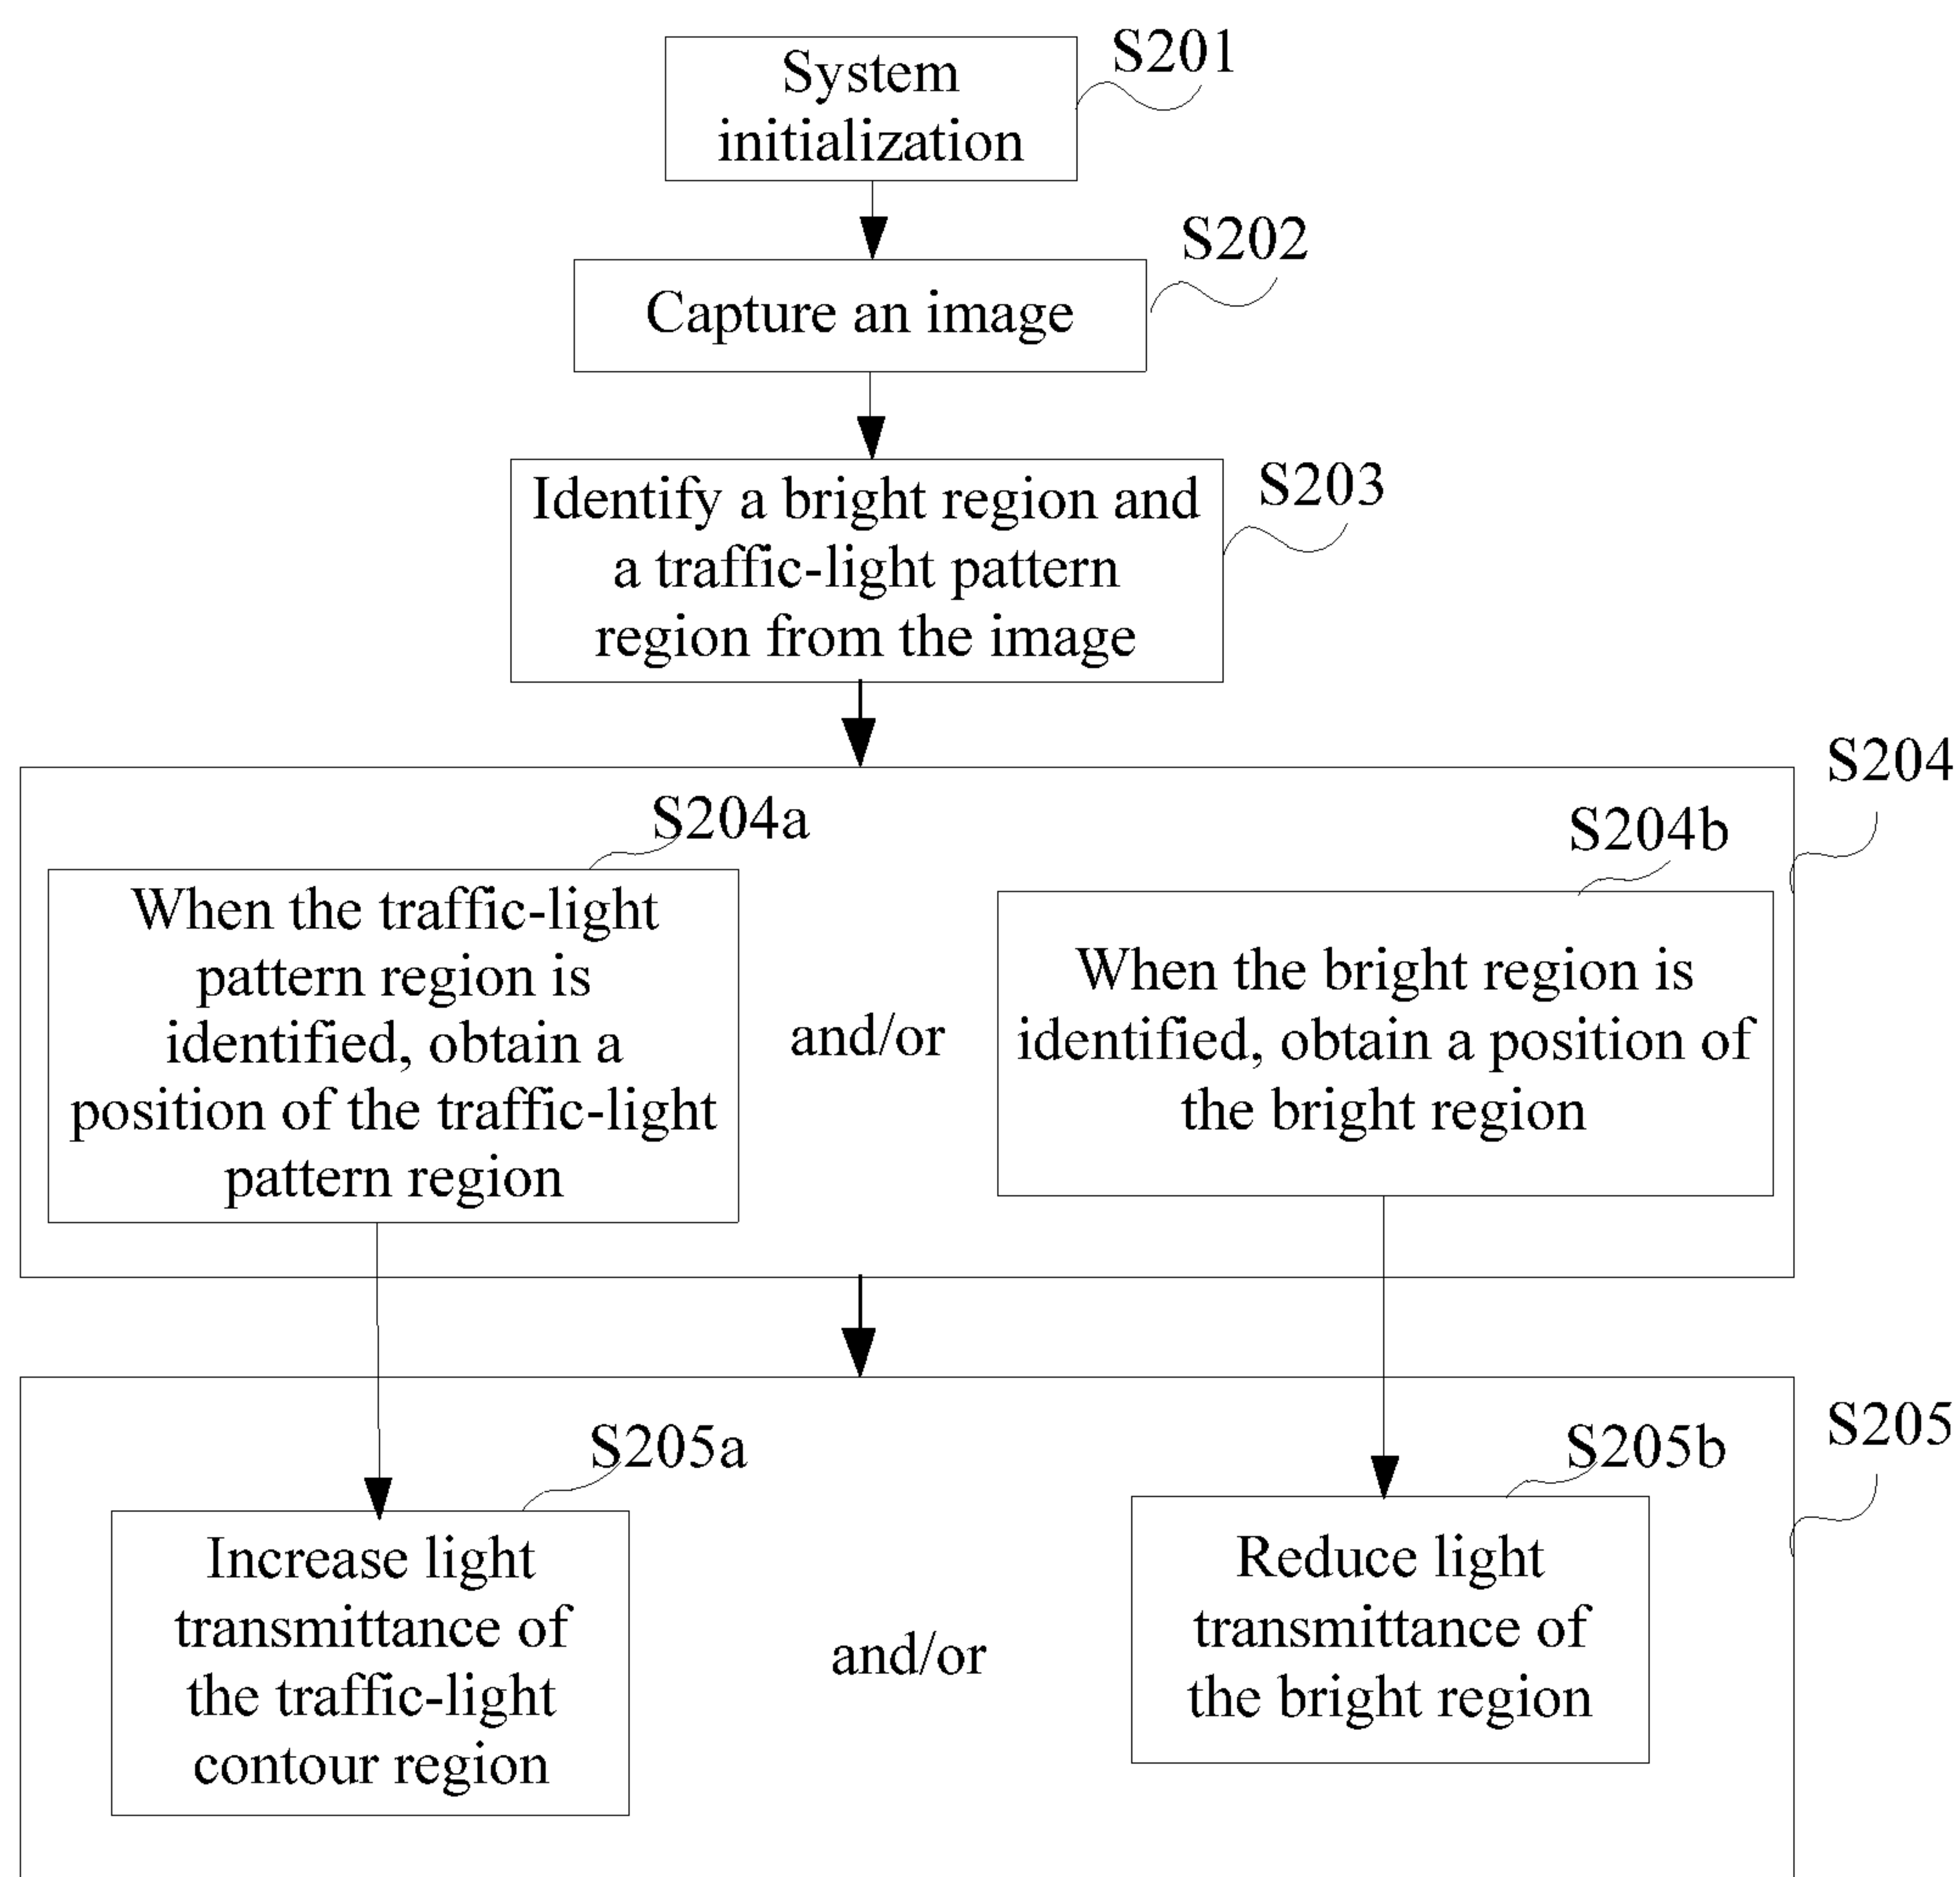 System
initialization
S201
Capture an image
S202
Identify a bright region and
a traffic-light pattern
region from the image
S203
S204
S204a
When the traffic-light
pattern region is
identified, obtain a
position of the traffic-light
pattern region
and/or
S204b
When the bright region is
identified, obtain a position of
the bright region
S205
S205a
Increase light
transmittance of
the traffic-light
contour region
and/or
S205b
Reduce light
transmittance of
the bright region